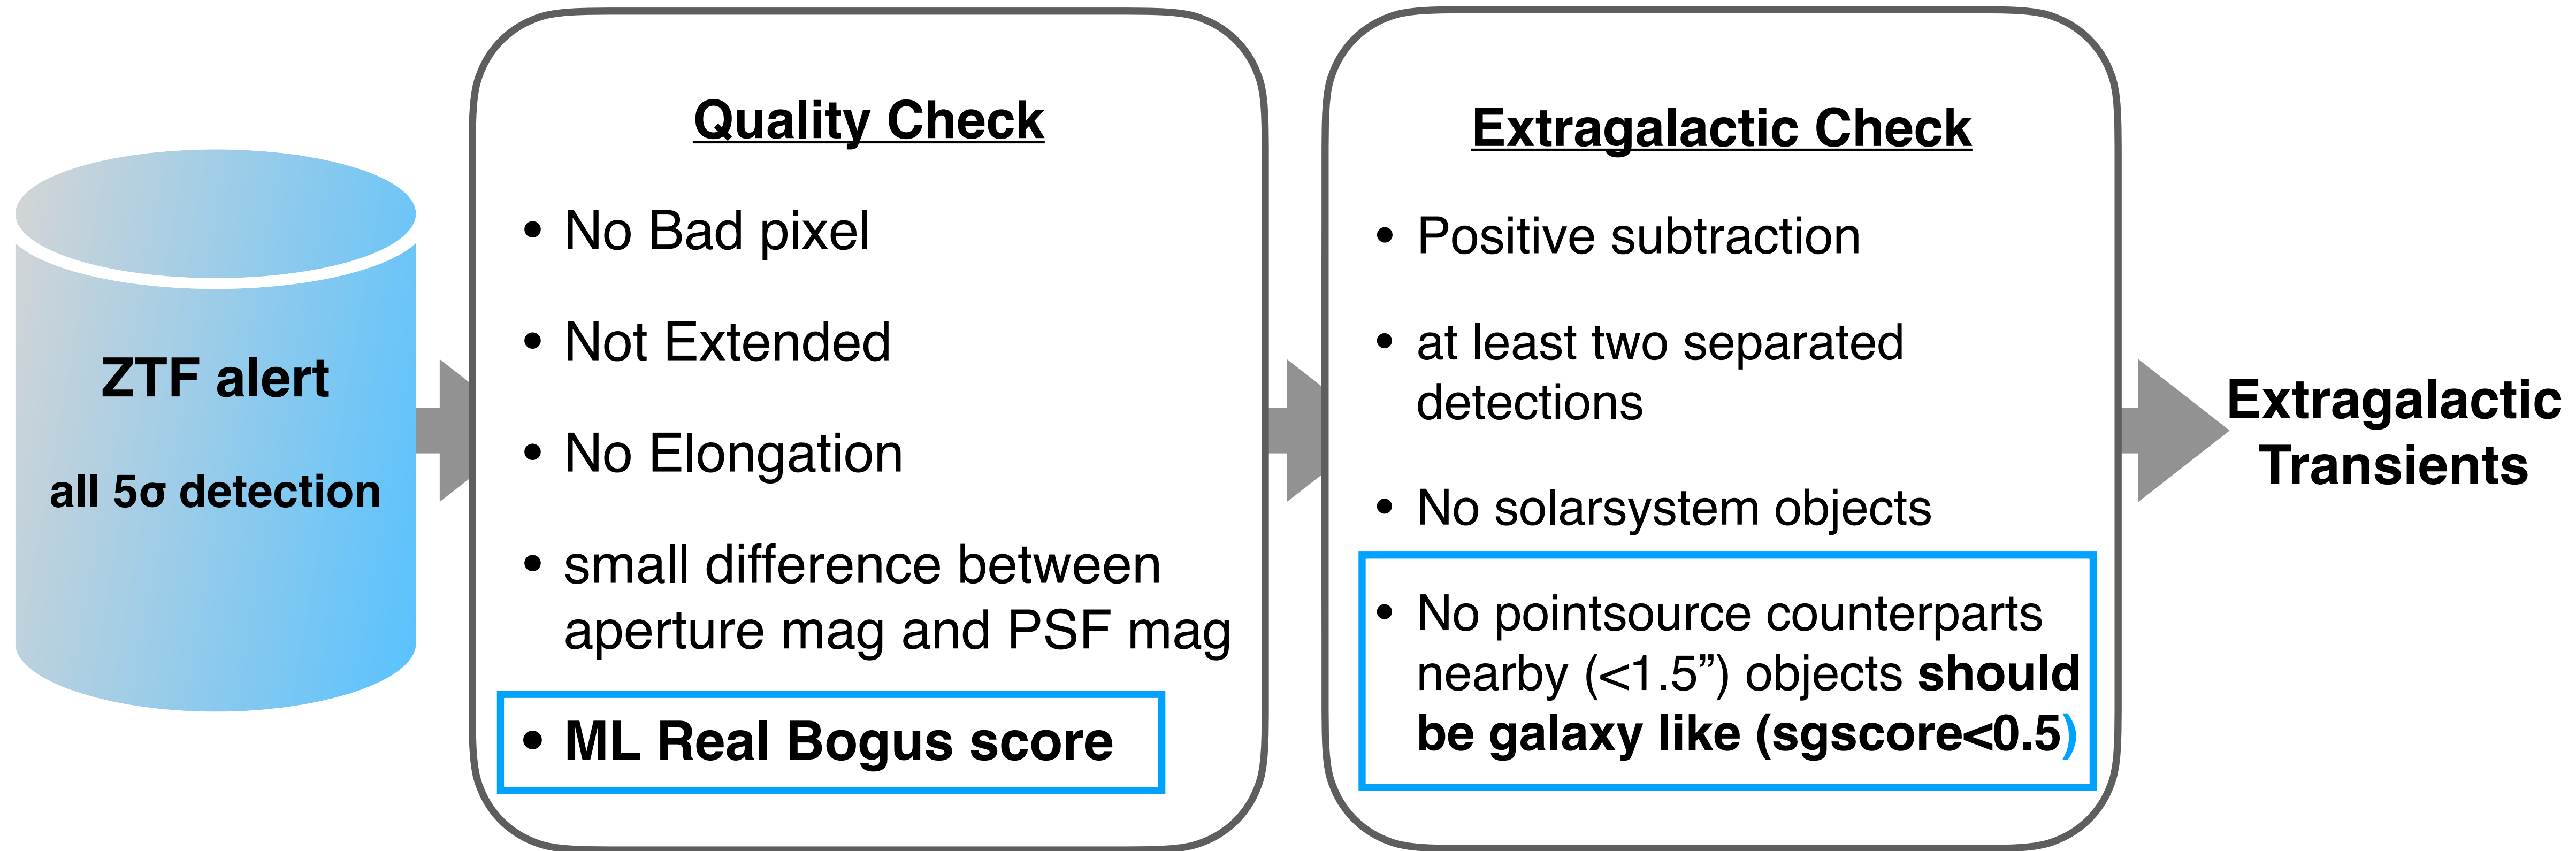 ZTF alert
all 5σ detection
Quality Check
• No Bad pixel
• Not Extended
• No Elongation
• small difference between
aperture mag and PSF mag
• ML Real Bogus score
Extragalactic Check
• Positive subtraction
• at least two separated
detections
• No solarsystem objects
• No pointsource counterparts
nearby (<1.5”) objects should
be galaxy like (sgscore<0.5)
Extragalactic
Transients